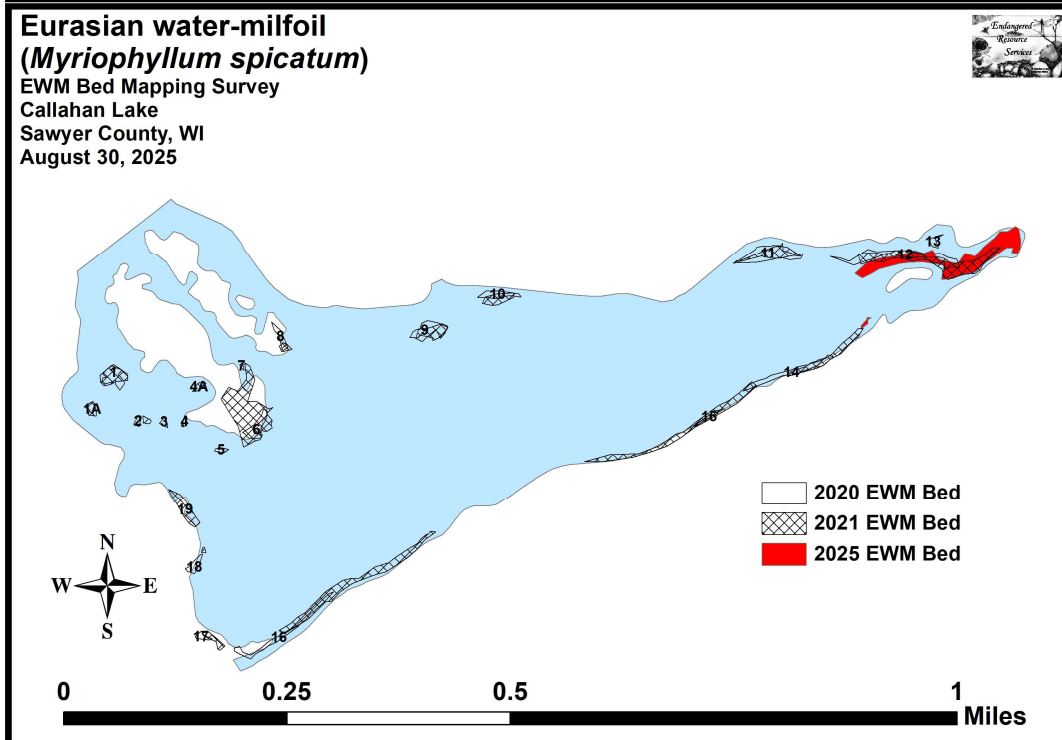 Eurasian water-milfoil
(Myriophyllum spicatum)
EWM Bed Mapping Survey
Callahan Lake
Sawyer County, WI
August 30, 2025
Endangered
Resource
Services
13
11
12
10
9
8
7
1
4A
14
1A
2
3
4
6
15
5
2020 EWM Bed
19
2021 EWM Bed
N
2025 EWM Bed
18
W
E
S
17
16
0
0.25
0.5
1
Miles